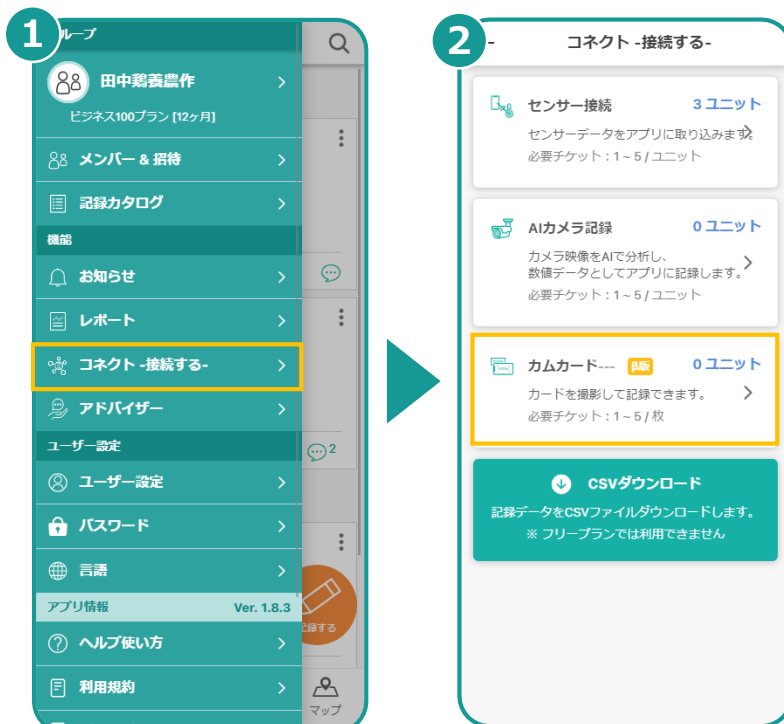 1
ループ
田中鶏養農作
ビジネス100プラン [12ヶ月]
メンバー & 招待
記録カタログ
機能
お知らせ
レポート
コネクト -接続する-
アドバイザー
ユーザー設定
ユーザー設定
パスワード
言語
アプリ情報 Ver. 1.8.3
ヘルプ使い方
利用規約
2
記録する
マップ
2
コネクト -接続する-
センサー接続 3 ユニット
センサーデータをアプリに取り込みます。
必要チケット：1 ~ 5 / ユニット
AIカメラ記録 0 ユニット
カメラ映像をAIで分析し、
数値データとしてアプリに記録します。
必要チケット：1 ~ 5 / ユニット
カムカード--- β版 0 ユニット
カードを撮影して記録できます。
必要チケット：1 ~ 5 / 枚
CSVダウンロード
記録データをCSVファイルダウンロードします。
※ フリープランでは利用できません